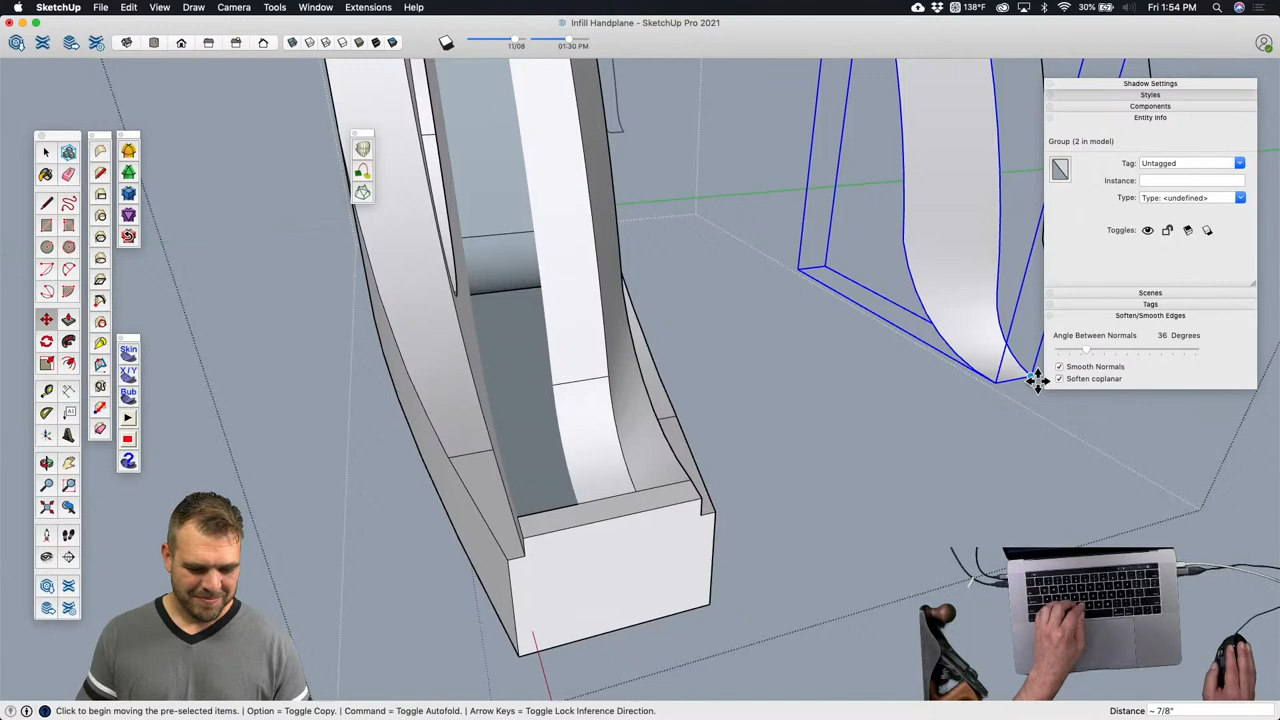 SketchUp File Edit View Draw Camera Tools Window Extensions Help
138°F 30% Fri 1:54 PM
Infill Handplane - SketchUp Pro 2021
11/08 01:30 PM
Shadow Settings
Styles
Components
Entity Info
Group (2 in model)
Tag: Untagged
Instance:
Type: Type: <undefined>
Toggles:
Scenes
Tags
Soften/Smooth Edges
Angle Between Normals 36 Degrees
Smooth Normals
Soften coplanar
Skin
X/Y
Bub
Click to begin moving the pre-selected items. | Option = Toggle Copy. | Command = Toggle Autofold. | Arrow Keys = Toggle Lock Inference Direction.
Distance ~ 7/8"